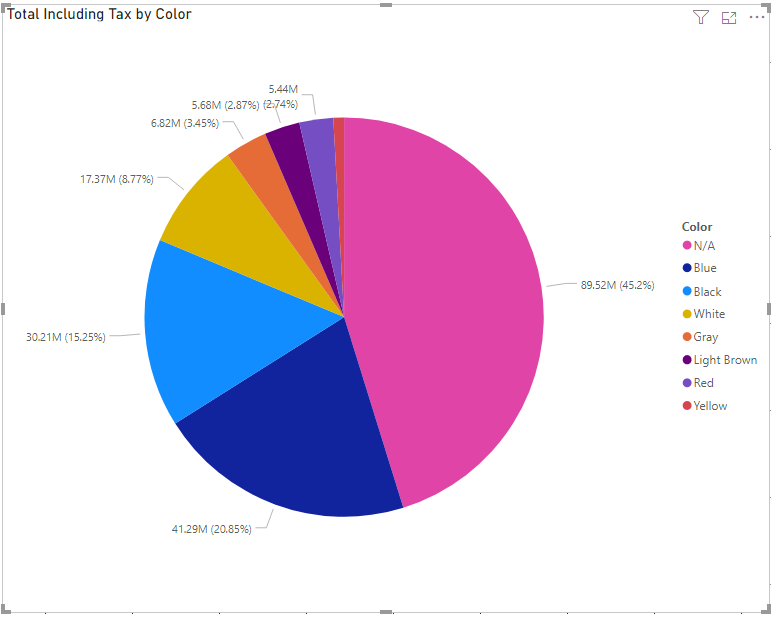 Total Including Tax by Color
5.44M
(2.74%)
5.68M (2.87%)
6.82M (3.45%)
17.37M (8.77%)
30.21M (15.25%)
41.29M (20.85%)
89.52M (45.2%)
Color
N/A
Blue
Black
White
Gray
Light Brown
Red
Yellow